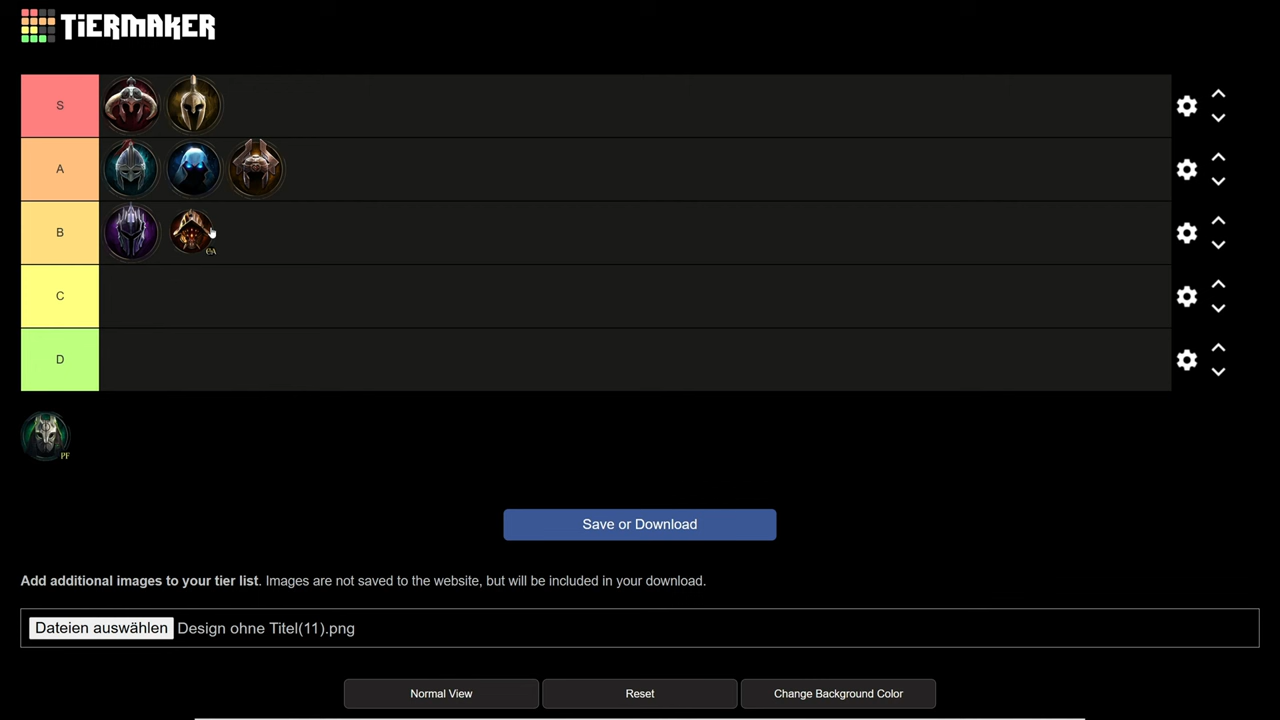 TiERMAKER
S
A
B
CA
C
D
PF
Save or Download
Add additional images to your tier list. Images are not saved to the website, but will be included in your download.
Dateien auswählen Design ohne Titel(11).png
Normal View
Reset
Change Background Color